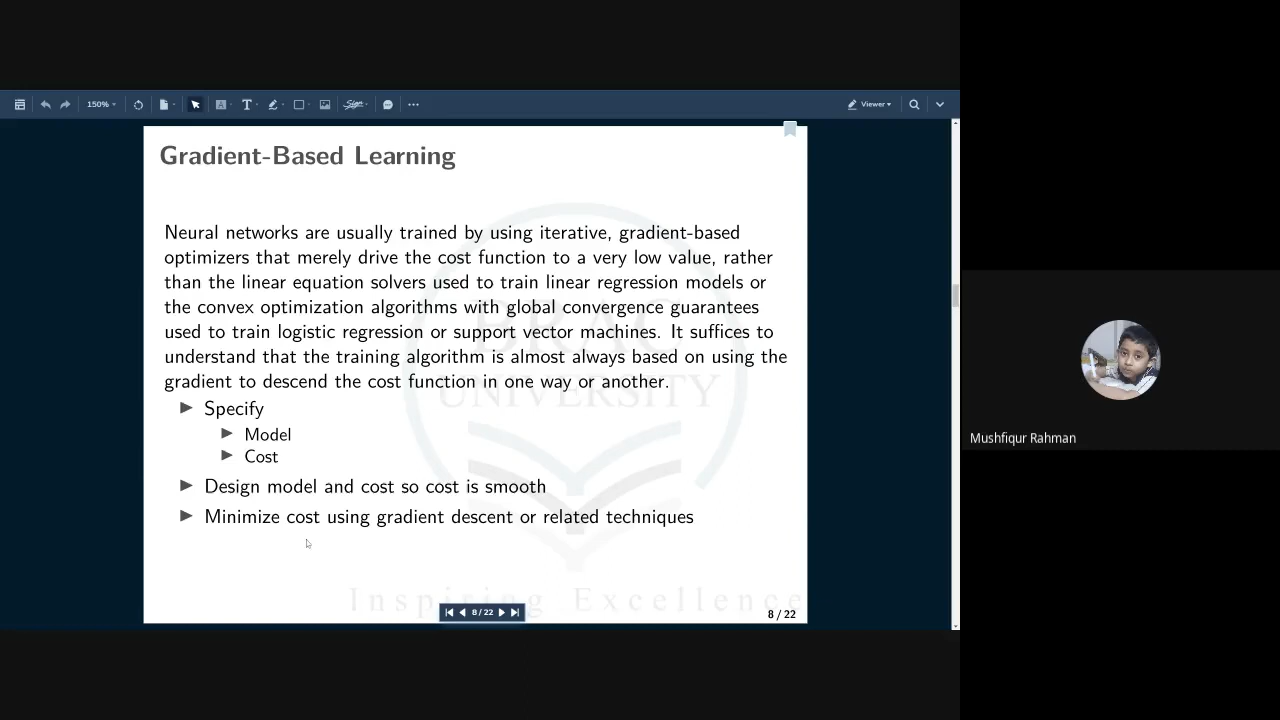 150%
T
Sign
Viewer
Gradient-Based Learning
Neural networks are usually trained by using iterative, gradient-based
optimizers that merely drive the cost function to a very low value, rather
than the linear equation solvers used to train linear regression models or
the convex optimization algorithms with global convergence guarantees
used to train logistic regression or support vector machines. It suffices to
understand that the training algorithm is almost always based on using the
gradient to descend the cost function in one way or another.
Specify
Model
Cost
Design model and cost so cost is smooth
Minimize cost using gradient descent or related techniques
BRAC
UNIVERSITY
Inspiring Excellence
8/22
8 / 22
Mushfiqur Rahman